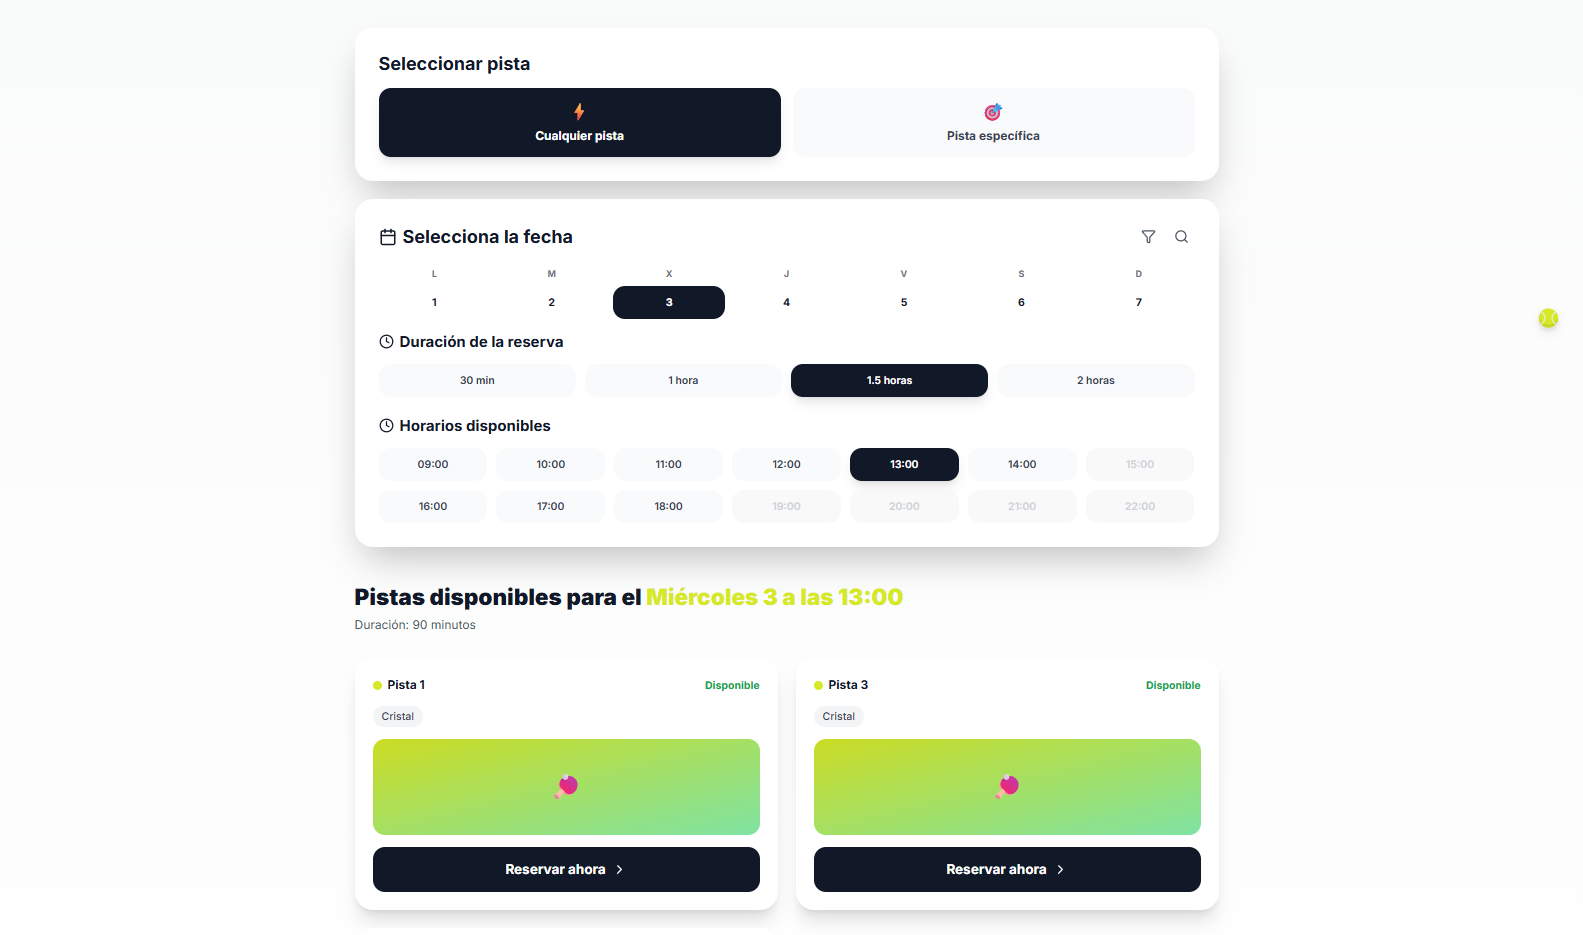 Seleccionar pista
Cualquier pista
Pista específica
Selecciona la fecha
L M X J V S D
1 2 3 4 5 6 7
Duración de la reserva
30 min 1 hora 1.5 horas 2 horas
Horarios disponibles
09:00 10:00 11:00 12:00 13:00 14:00 15:00
16:00 17:00 18:00 19:00 20:00 21:00 22:00
Pistas disponibles para el Miércoles 3 a las 13:00
Duración: 90 minutos
Pista 1 Disponible
Cristal
Reservar ahora
Pista 3 Disponible
Cristal
Reservar ahora